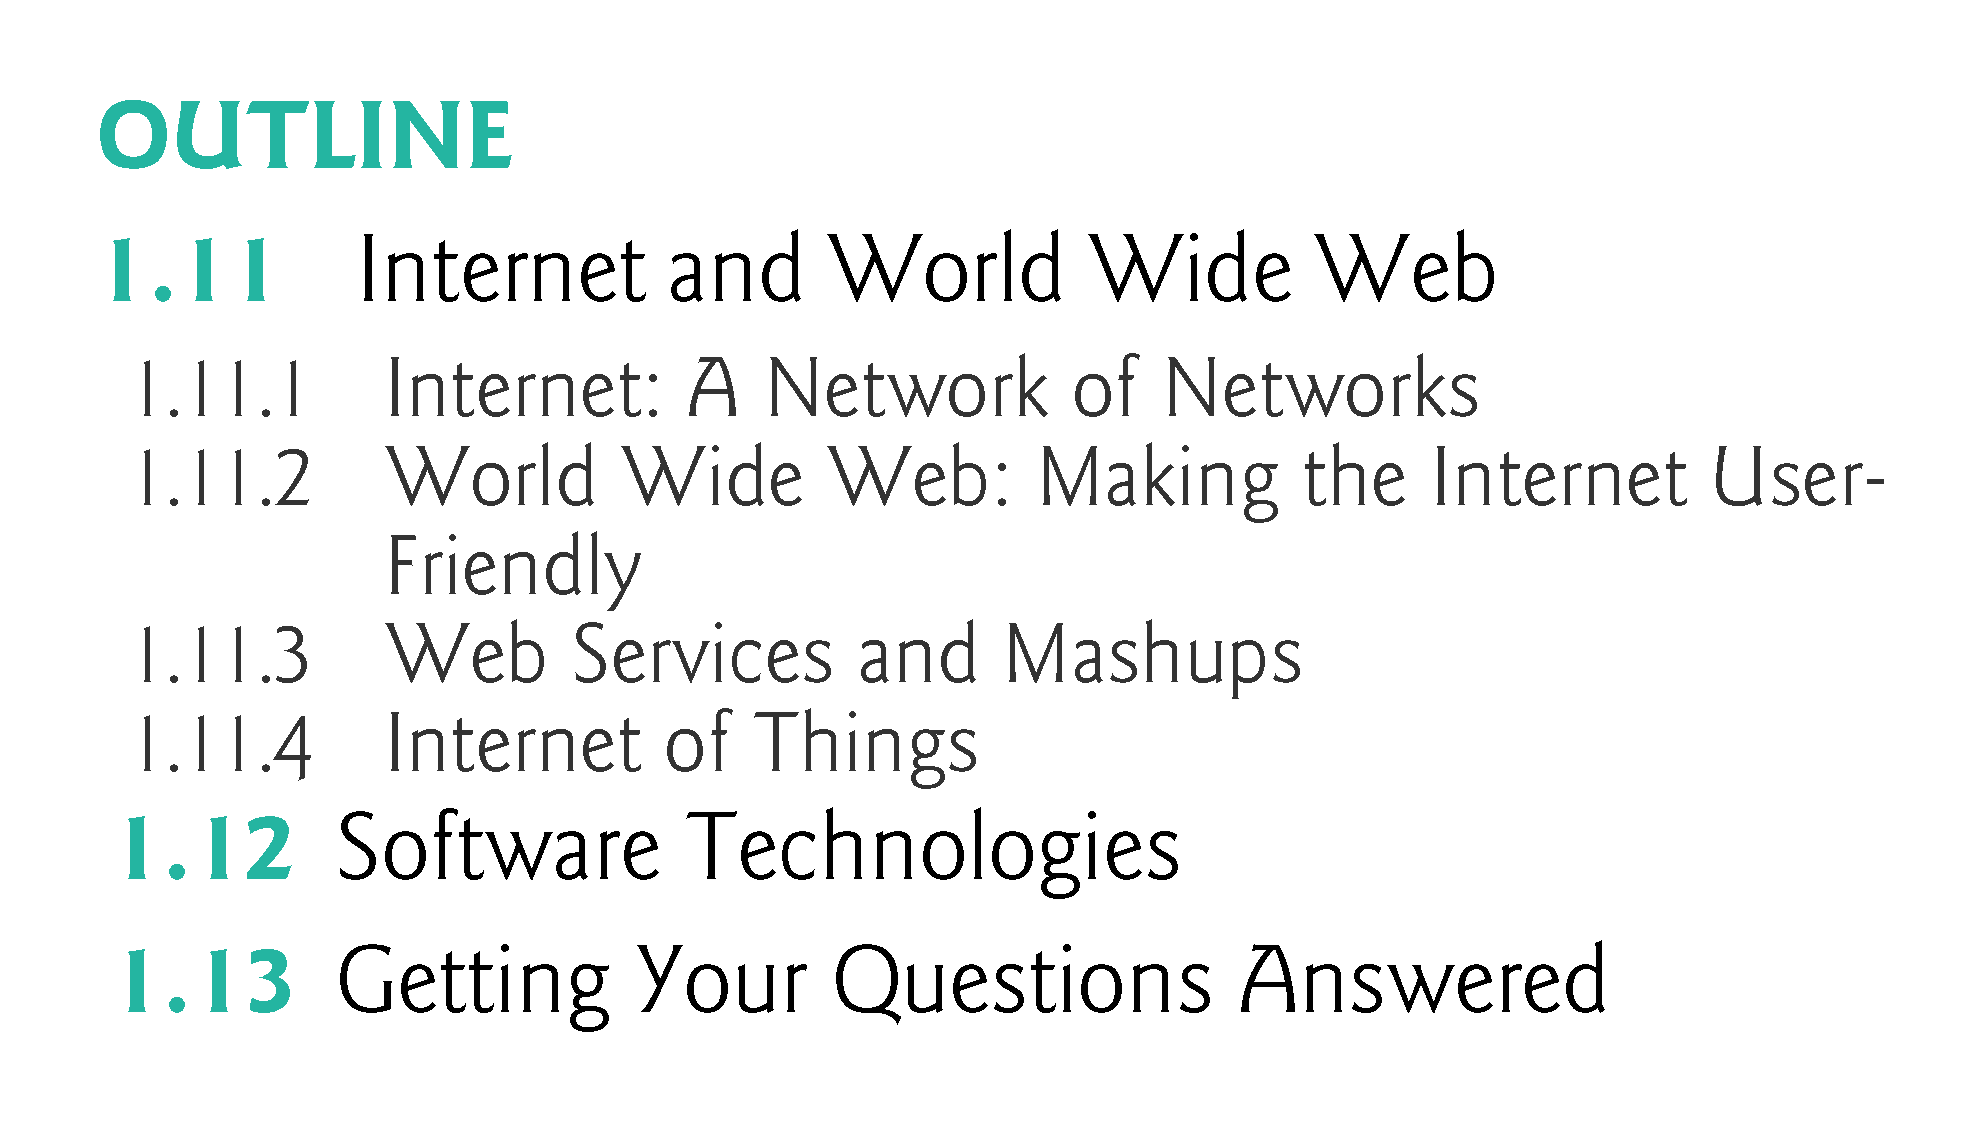 OUTLINE
1.11 Internet and World Wide Web
1.11.1 Internet: A Network of Networks
1.11.2 World Wide Web: Making the Internet User-
Friendly
1.11.3 Web Services and Mashups
1.11.4 Internet of Things
1.12 Software Technologies
1.13 Getting Your Questions Answered